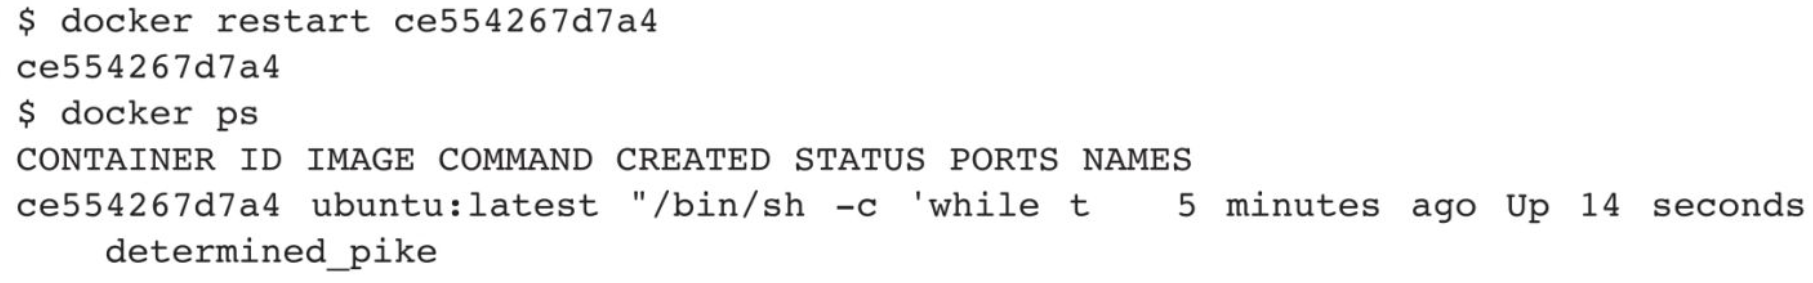 $ docker restart ce554267d7a4
ce554267d7a4
$ docker ps
CONTAINER ID IMAGE COMMAND CREATED STATUS PORTS NAMES
ce554267d7a4 ubuntu:latest "/bin/sh -c 'while t 5 minutes ago Up 14 seconds
determined_pike